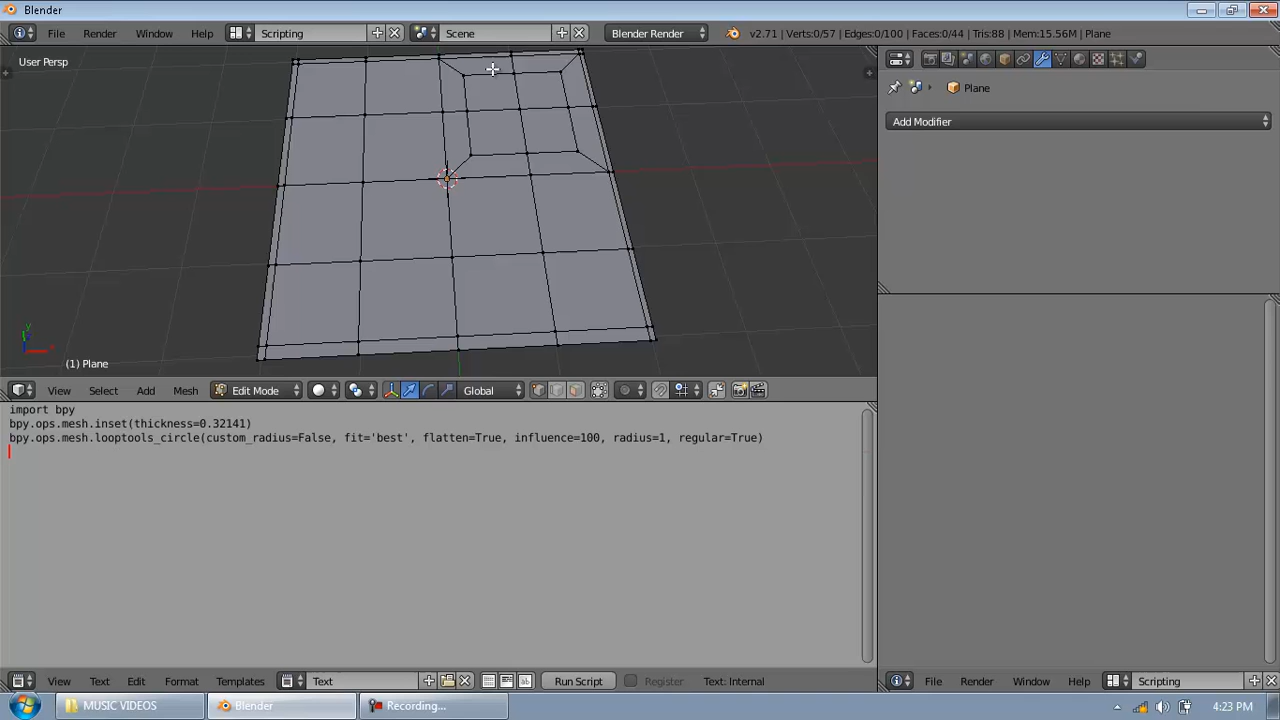 Blender
File Render Window Help Scripting Scene Blender Render v2.71 | Verts:0/57 | Edges:0/100 | Faces:0/44 | Tris:88 | Mem:15.56M | Plane
User Persp
Plane
Add Modifier
y
x
(1) Plane
View Select Add Mesh Edit Mode Global
import bpy
bpy.ops.mesh.inset(thickness=0.32141)
bpy.ops.mesh.looptools_circle(custom_radius=False, fit='best', flatten=True, influence=100, radius=1, regular=True)
View Text Edit Format Templates Text Run Script Register Text: Internal
File Render Window Help Scripting
MUSIC VIDEOS Blender Recording... 4:23 PM